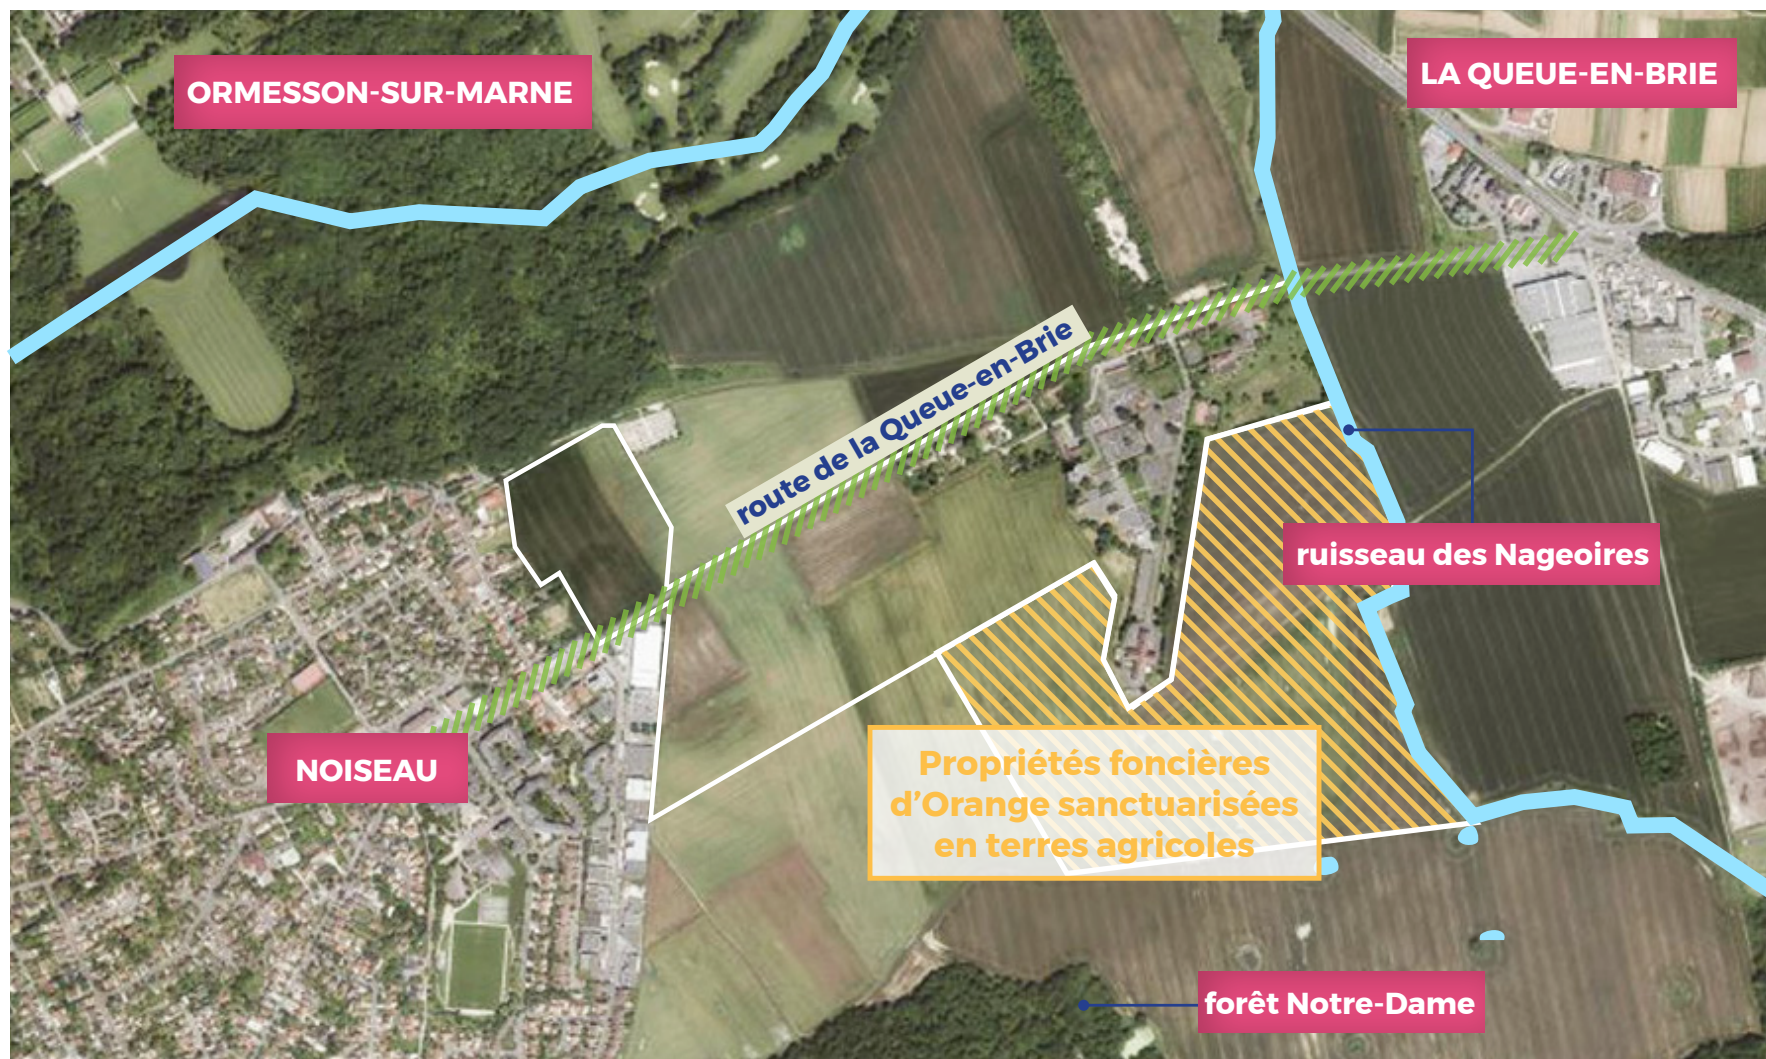 ORMESSON-SUR-MARNE
LA QUEUE-EN-BRIE
route de la Queue-en-Brie
ruisseau des Nageoires
NOISEAU
Propriétés foncières
d’Orange sanctuarisées
en terres agricoles
forêt Notre-Dame